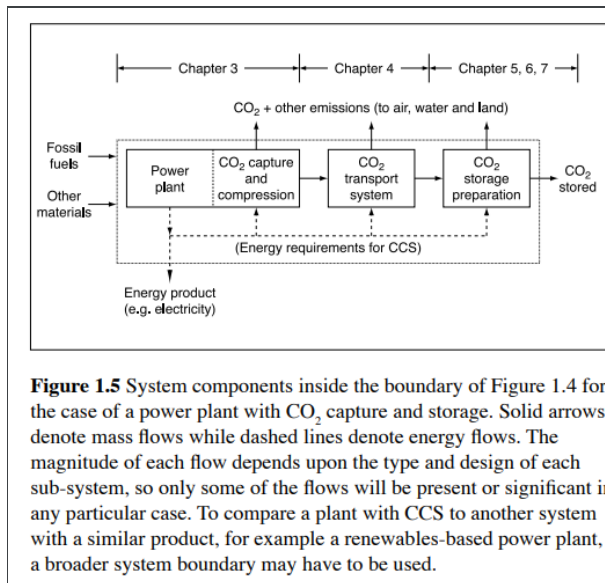 Chapter 3 Chapter 4 Chapter 5, 6, 7
CO₂ + other emissions (to air, water and land)
Fossil
fuels
Other
materials
Power
plant
CO₂ capture
and
compression
CO₂
transport
system
CO₂
storage
preparation
CO₂
stored
(Energy requirements for CCS)
Energy product
(e.g. electricity)
Figure 1.5 System components inside the boundary of Figure 1.4 for
the case of a power plant with CO₂ capture and storage. Solid arrows
denote mass flows while dashed lines denote energy flows. The
magnitude of each flow depends upon the type and design of each
sub-system, so only some of the flows will be present or significant i
any particular case. To compare a plant with CCS to another system
with a similar product, for example a renewables-based power plant,
a broader system boundary may have to be used.